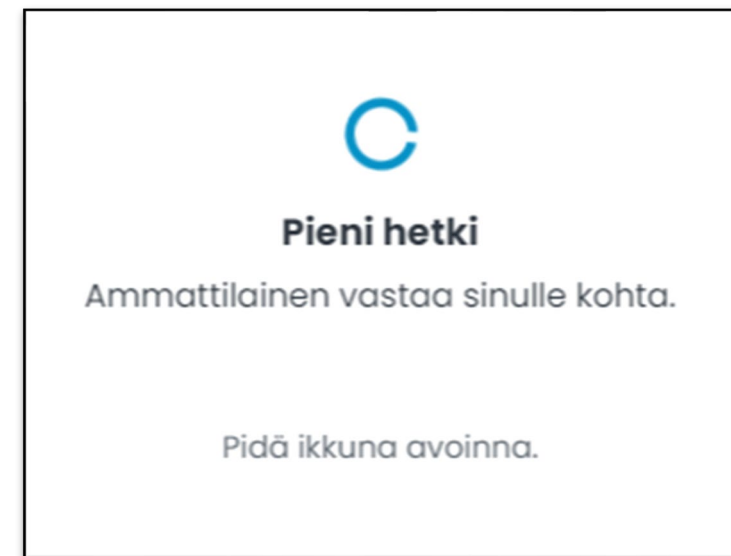 Pieni hetki
Ammattilainen vastaa sinulle kohta.
Pidä ikkuna avoinna.